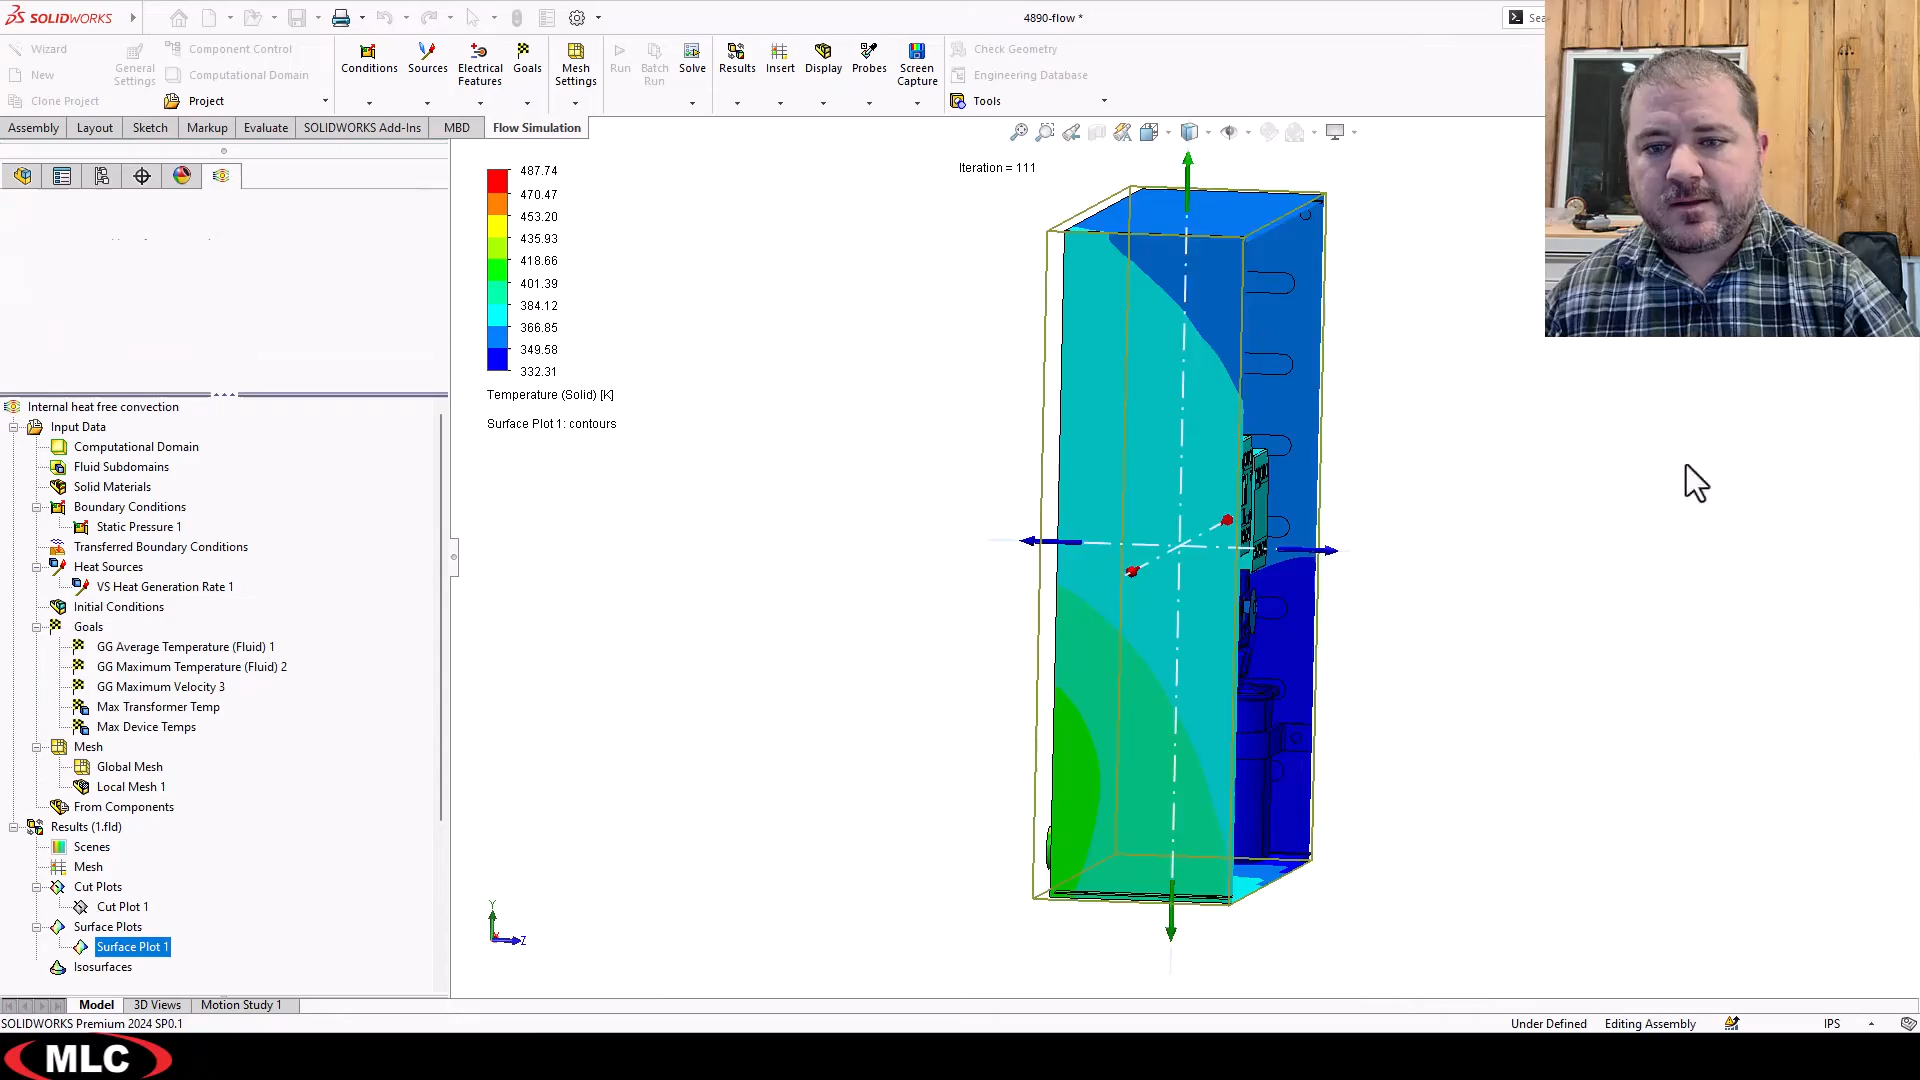 SOLIDWORKS
4890-flow *
Sea
Wizard
New
Clone Project
General Settings
Component Control
Computational Domain
Project
Conditions
Sources
Electrical Features
Goals
Mesh Settings
Run
Batch Run
Solve
Results
Insert
Display
Probes
Screen Capture
Check Geometry
Engineering Database
Tools
Assembly
Layout
Sketch
Markup
Evaluate
SOLIDWORKS Add-Ins
MBD
Flow Simulation
Iteration = 111
487.74
470.47
453.20
435.93
418.66
401.39
384.12
366.85
349.58
332.31
Temperature (Solid) [K]
Surface Plot 1: contours
Internal heat free convection
Input Data
Computational Domain
Fluid Subdomains
Solid Materials
Boundary Conditions
Static Pressure 1
Transferred Boundary Conditions
Heat Sources
VS Heat Generation Rate 1
Initial Conditions
Goals
GG Average Temperature (Fluid) 1
GG Maximum Temperature (Fluid) 2
GG Maximum Velocity 3
Max Transformer Temp
Max Device Temps
Mesh
Global Mesh
Local Mesh 1
From Components
Results (1.fld)
Scenes
Mesh
Cut Plots
Cut Plot 1
Surface Plots
Surface Plot 1
Isosurfaces
Y
Z
Model
3D Views
Motion Study 1
SOLIDWORKS Premium 2024 SP0.1
Under Defined
Editing Assembly
IPS
MLC